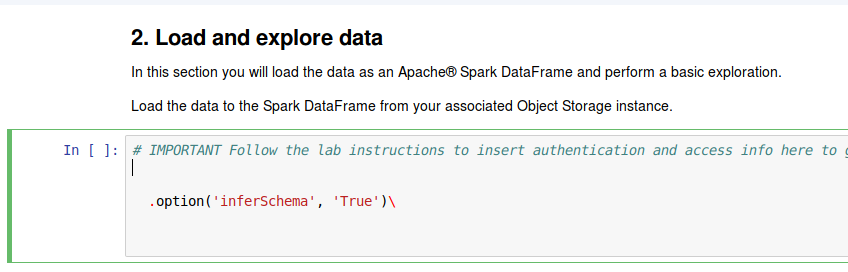 2. Load and explore data
In this section you will load the data as an Apache® Spark DataFrame and perform a basic exploration.
Load the data to the Spark DataFrame from your associated Object Storage instance.
In [ ]: # IMPORTANT Follow the lab instructions to insert authentication and access info here to
.option('inferSchema', 'True')\